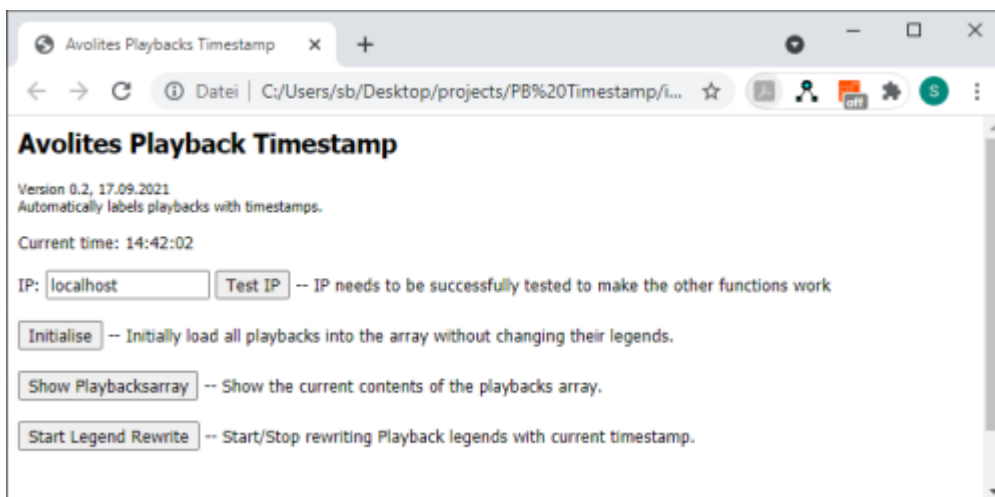 Avolites Playbacks Timestamp
Datei | C:/Users/sb/Desktop/projects/PB%20Timestamp/i...
off
S
Avolites Playback Timestamp
Version 0.2, 17.09.2021
Automatically labels playbacks with timestamps.
Current time: 14:42:02
IP: localhost Test IP -- IP needs to be successfully tested to make the other functions work
Initialise -- Initially load all playbacks into the array without changing their legends.
Show Playbacksarray -- Show the current contents of the playbacks array.
Start Legend Rewrite -- Start/Stop rewriting Playback legends with current timestamp.